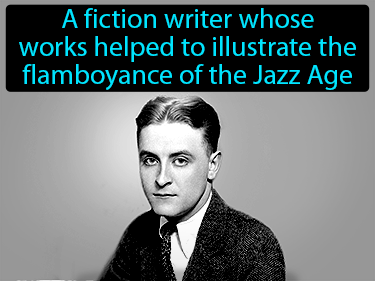 A fiction writer whose
works helped to illustrate the
flamboyance of the Jazz Age